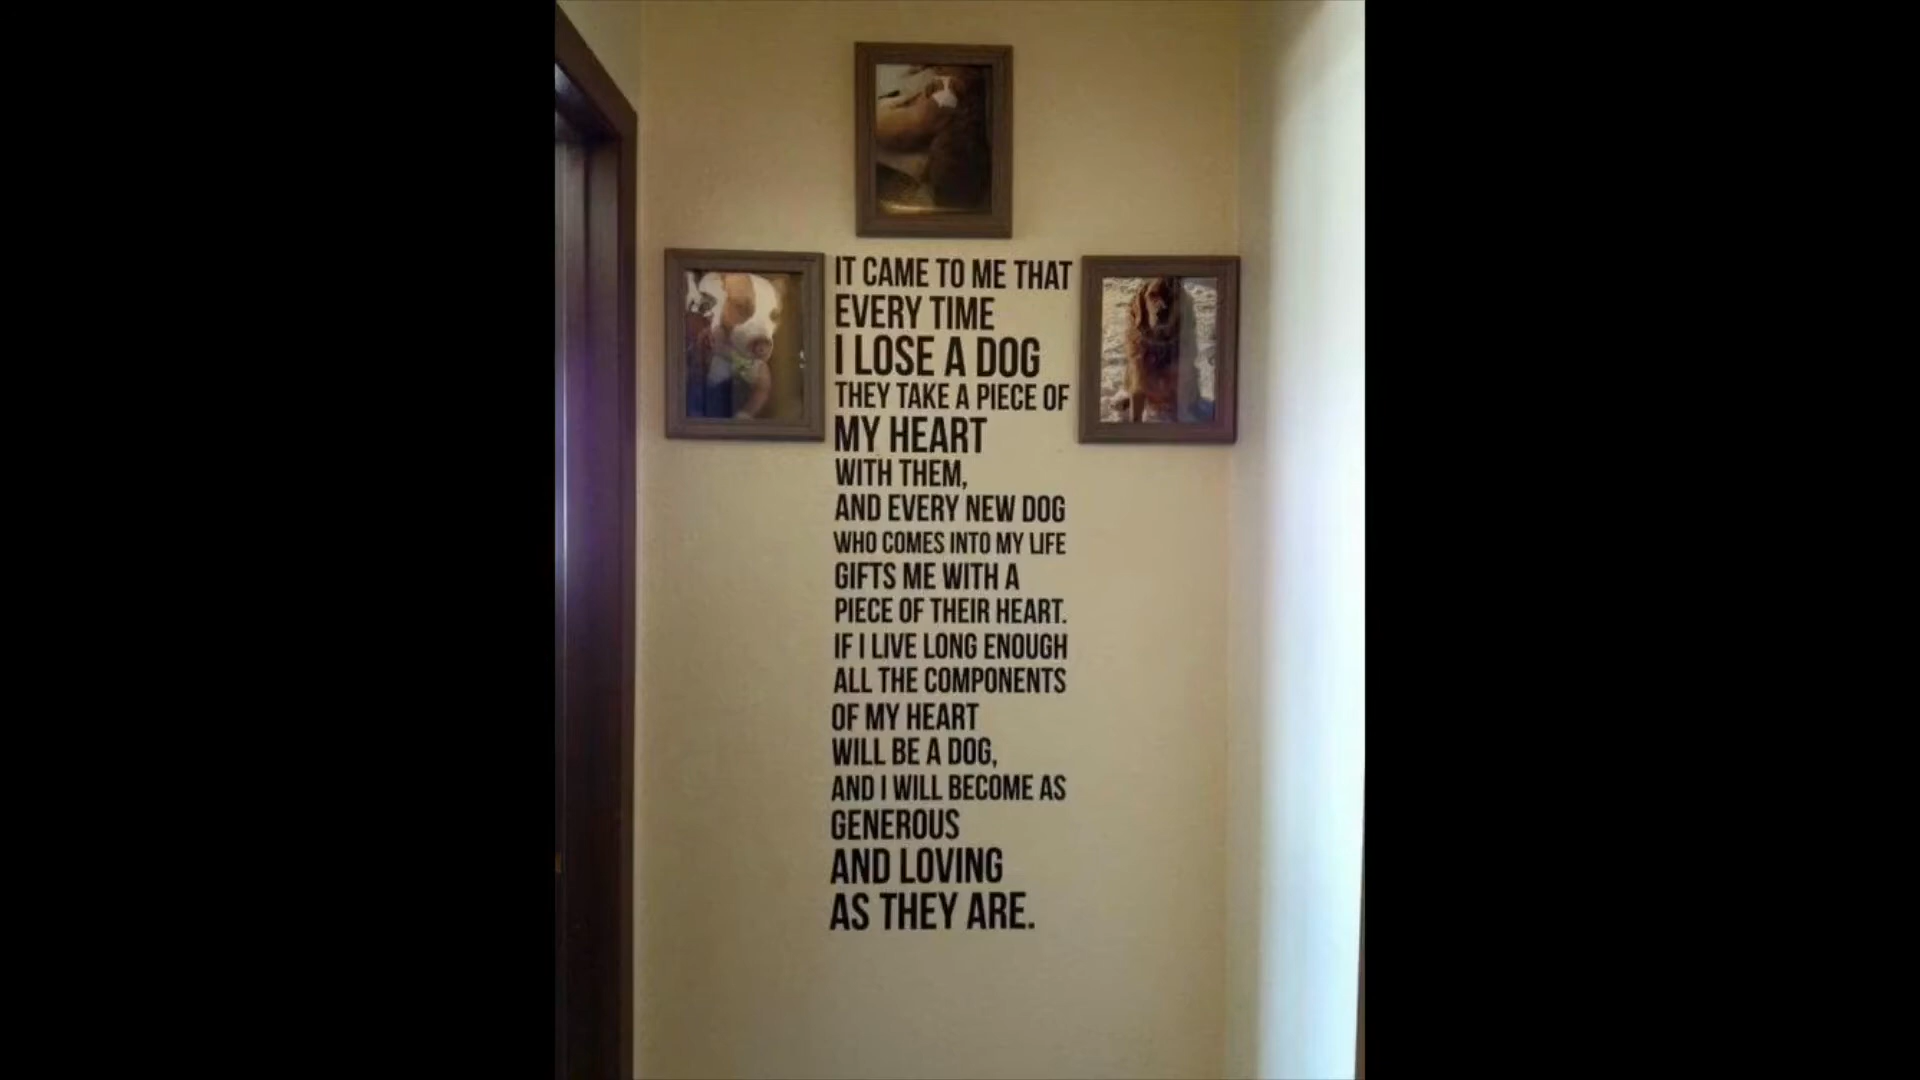 IT CAME TO ME THAT
EVERY TIME
I LOSE A DOG
THEY TAKE A PIECE OF
MY HEART
WITH THEM,
AND EVERY NEW DOG
WHO COMES INTO MY LIFE
GIFTS ME WITH A
PIECE OF THEIR HEART.
IF I LIVE LONG ENOUGH
ALL THE COMPONENTS
OF MY HEART
WILL BE A DOG,
AND I WILL BECOME AS
GENEROUS
AND LOVING
AS THEY ARE.